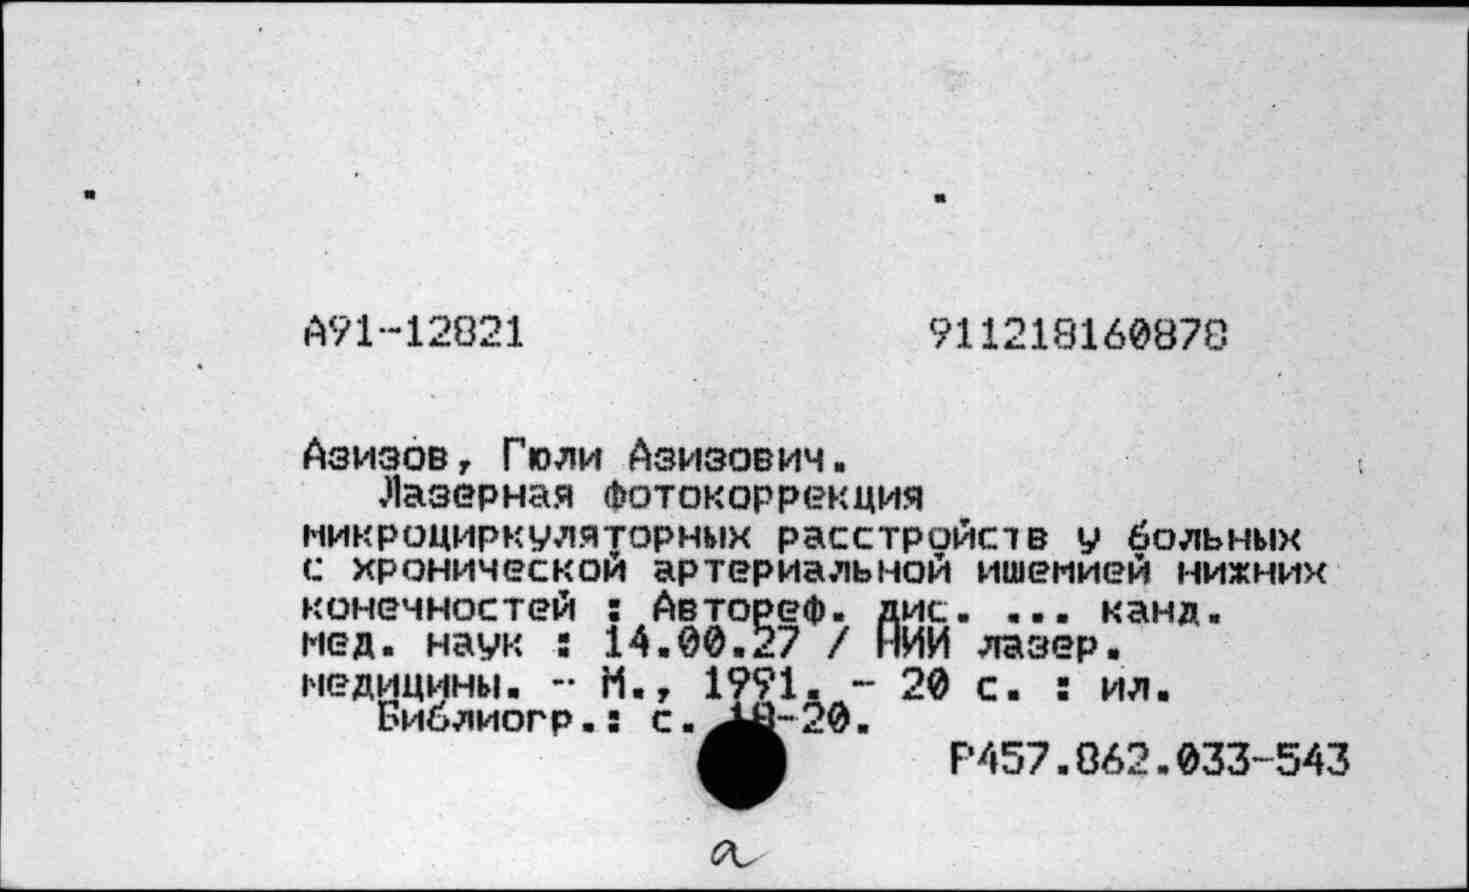 А91-12821 911218160878
Азизов, Гюли Азизович.
Лазерная фотокоррекция
микроциркуляторных расстройств у больных
с хронической артериальной ишемией нижних
конечностей : Автореф. дис. ... канд.
мед. наук : 14.00.27 / НИИ лазер.
медицины. - М., 1991. - 20 с. : ил.
Библиогр.: с. 18-20.
Р457.862.033-543
а